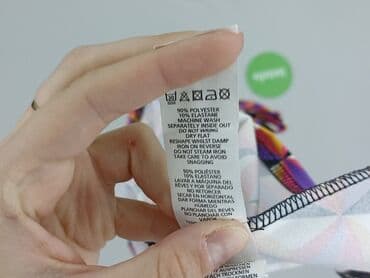 90% POLYESTER
10% ELASTANE
MACHINE WASH
SEPARATELY INSIDE OUT
DO NOT WRING
DRY FLAT
RESHAPE WHILST DAMP
IRON ON REVERSE
DO NOT STEAM IRON
TAKE CARE TO AVOID
SNAGGING
90% POLIÉSTER
10% ELASTANO
LAVAR A MÁQUINA DEL
REVÉS Y POR SEPARADO
NO RETORCER
SECAR EN HORIZONTAL
DAR FORMA MIENTRAS
HÚMEDO
PLANCHAR DEL REVÉS
NO PLANCHAR CON
VAPOR